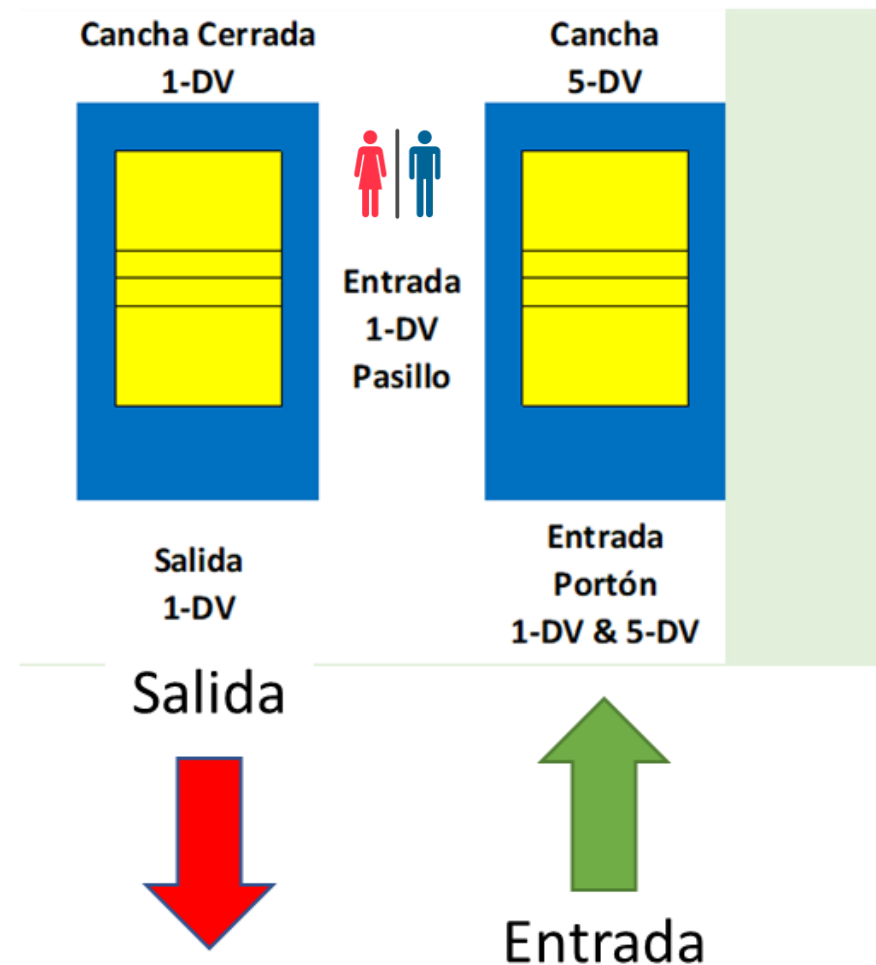 Cancha Cerrada
1-DV
Cancha
5-DV
Entrada
1-DV
Pasillo
Salida
1-DV
Entrada
Portón
1-DV & 5-DV
Salida
Entrada